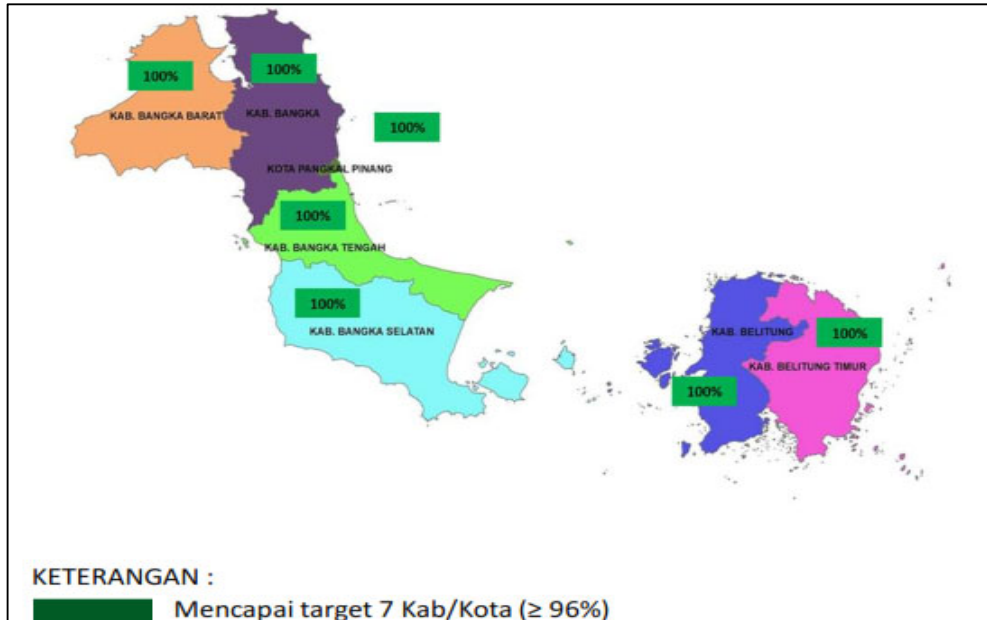 100%
100%
KAB. BANGKA BARAT
KAB. BANGKA
100%
KOTA PANGKAL PINANG
100%
KAB. BANGKA TENGAH
100%
KAB. BANGKA SELATAN
KAB. BELITUNG
100%
KAB. BELITUNG TIMUR
100%
KETERANGAN :
Mencapai target 7 Kab/Kota (≥ 96%)